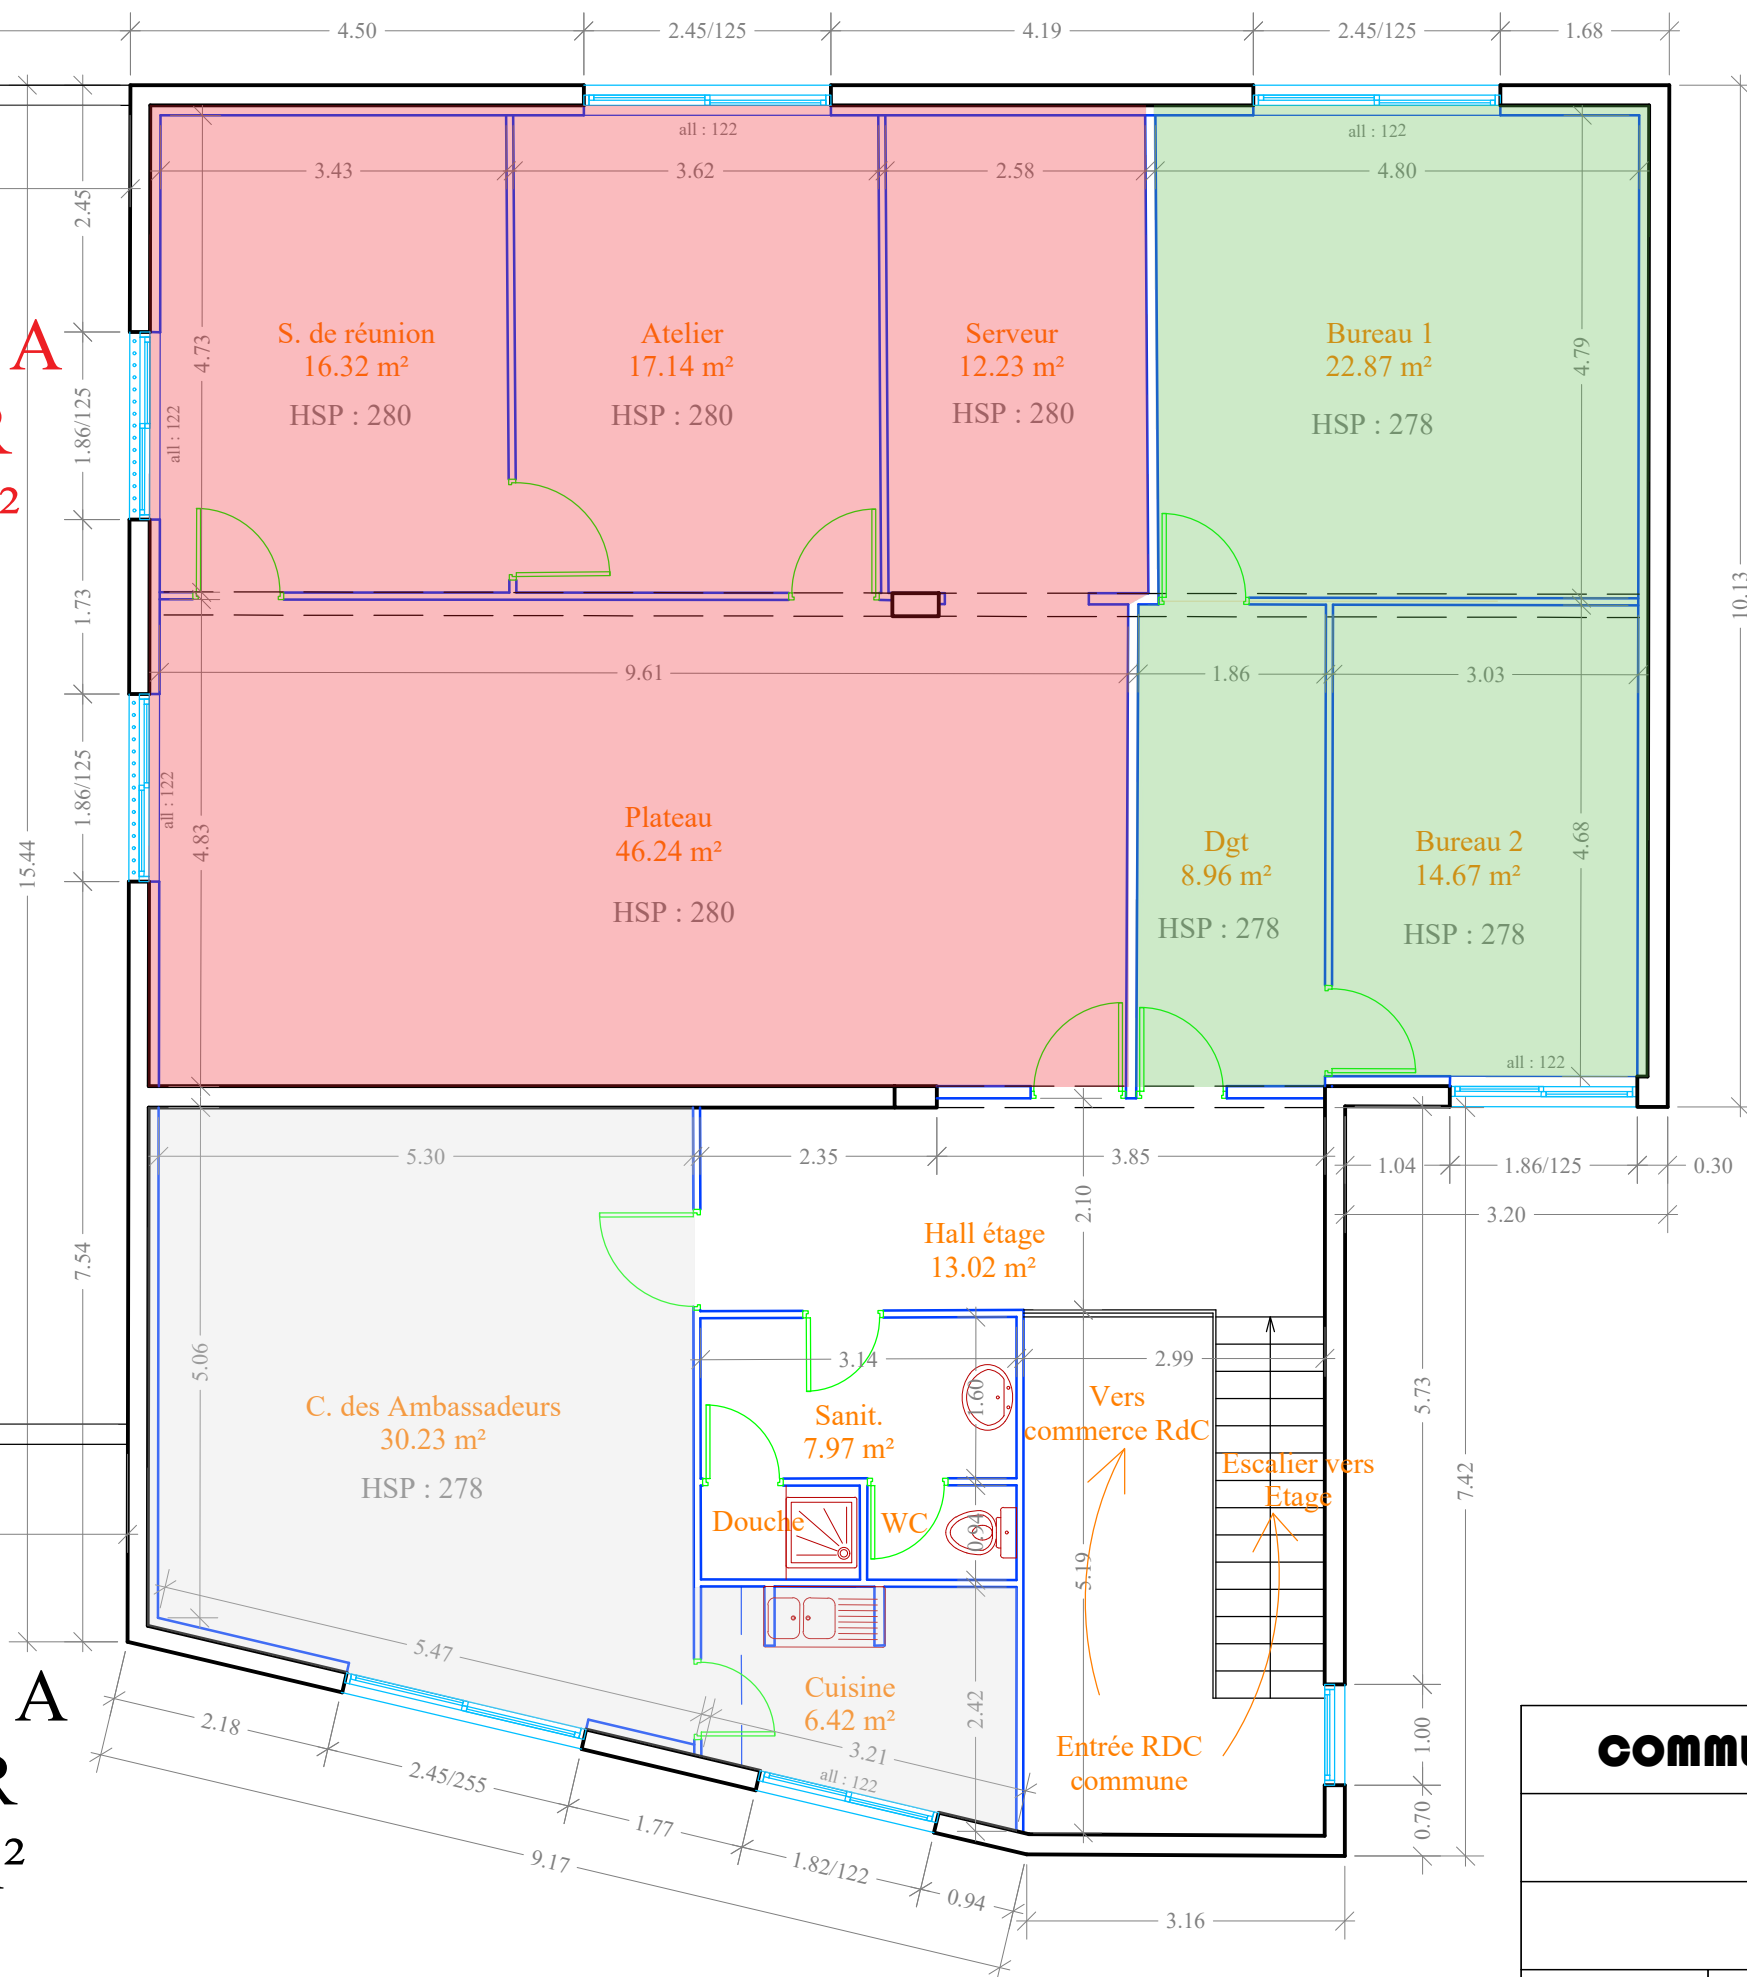 4.50
2.45/125
4.19
2.45/125
1.68
all : 122
all : 122
3.43
3.62
2.58
4.80
2.45
A
R
2
S. de réunion
16.32 m²
HSP : 280
Atelier
17.14 m²
HSP : 280
Serveur
12.23 m²
HSP : 280
Bureau 1
22.87 m²
HSP : 278
4.73
4.79
all : 122
1.86/125
1.73
10.13
9.61
1.86
3.03
1.86/125
all : 122
15.44
4.83
4.68
Plateau
46.24 m²
HSP : 280
Dgt
8.96 m²
HSP : 278
Bureau 2
14.67 m²
HSP : 278
all : 122
5.30
2.35
3.85
1.04
1.86/125
0.30
2.10
3.20
7.54
Hall étage
13.02 m²
5.06
3.14
2.99
1.60
5.73
7.42
C. des Ambassadeurs
30.23 m²
HSP : 278
Sanit.
7.97 m²
Vers
commerce RdC
Escalier vers
Etage
Douche
WC
0.94
5.19
5.47
Cuisine
6.42 m²
2.42
3.21
all : 122
Entrée RDC
commune
1.00
0.70
A
R
2
2.18
2.45/255
1.77
1.82/122
0.94
9.17
3.16
COMMU